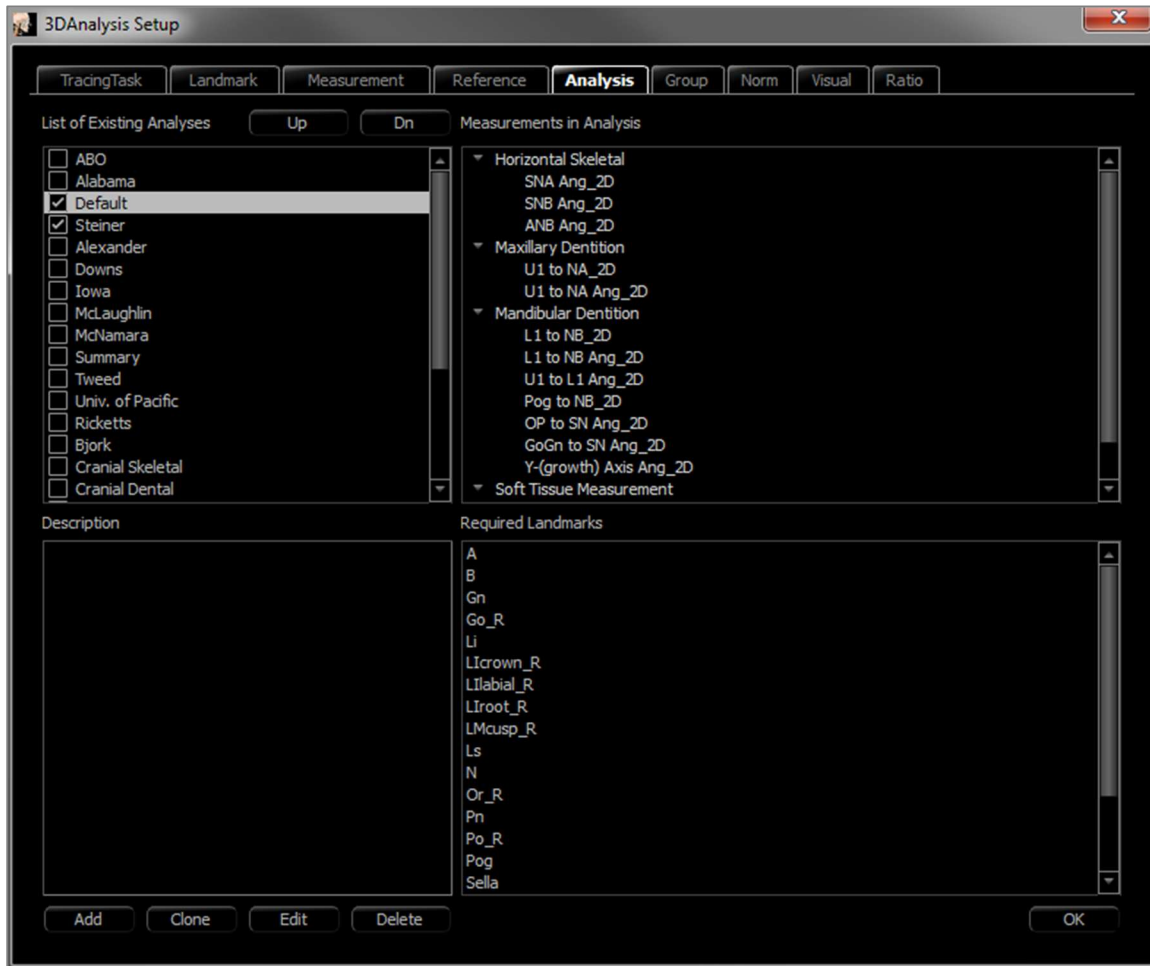 3DAnalysis Setup
TracingTask Landmark Measurement Reference Analysis Group Norm Visual Ratio
List of Existing Analyses Up Dn Measurements in Analysis
ABO
Alabama
Default
Steiner
Alexander
Downs
Iowa
McLaughlin
McNamara
Summary
Tweed
Univ. of Pacific
Ricketts
Bjork
Cranial Skeletal
Cranial Dental
Horizontal Skeletal
SNA Ang_2D
SNB Ang_2D
ANB Ang_2D
Maxillary Dentition
U1 to NA_2D
U1 to NA Ang_2D
Mandibular Dentition
L1 to NB_2D
L1 to NB Ang_2D
U1 to L1 Ang_2D
Pog to NB_2D
OP to SN Ang_2D
GoGn to SN Ang_2D
Y-(growth) Axis Ang_2D
Soft Tissue Measurement
Description
Required Landmarks
A
B
Gn
Go_R
Li
LIcrown_R
LIlabial_R
LIroot_R
LMcusp_R
Ls
N
Or_R
Pn
Po_R
Pog
Sella
Add Clone Edit Delete OK